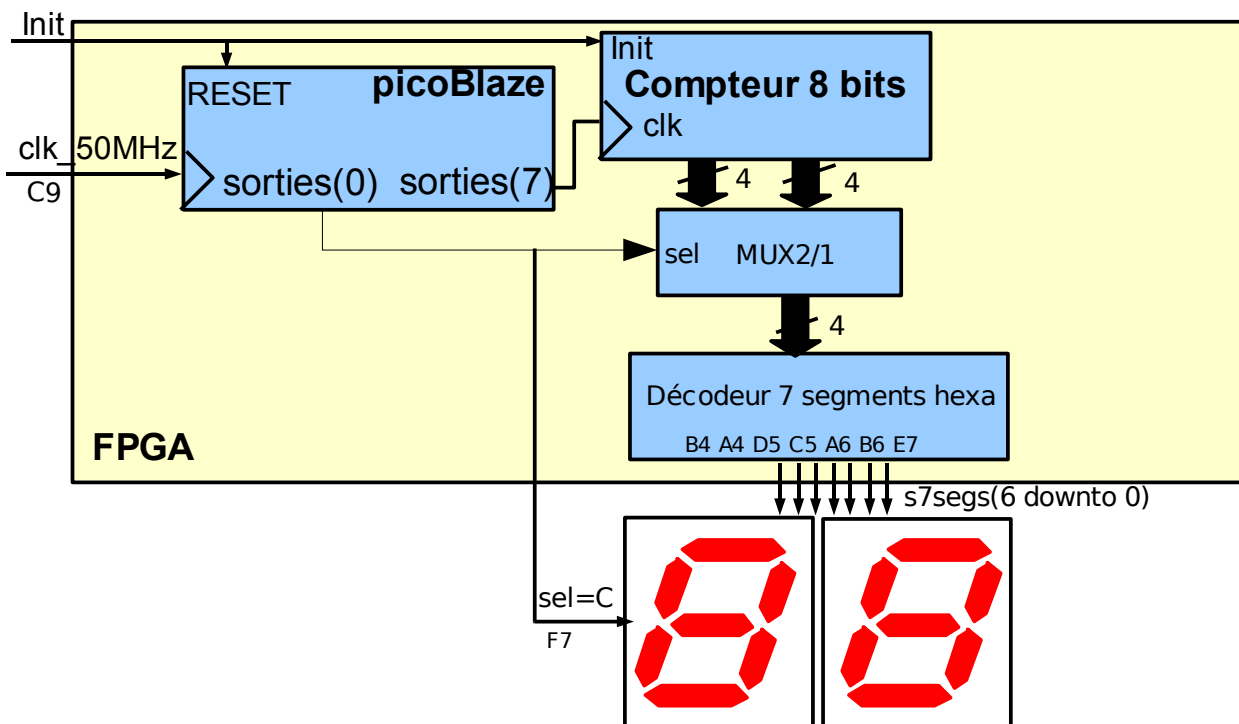 Init
Init
RESET
picoBlaze
Compteur 8 bits
clk
clk_50MHz
C9
sorties(0)
sorties(7)
4
4
sel
MUX2/1
4
Décodeur 7 segments hexa
B4 A4 D5 C5 A6 B6 E7
FPGA
s7segs(6 downto 0)
sel=C
F7
8 8